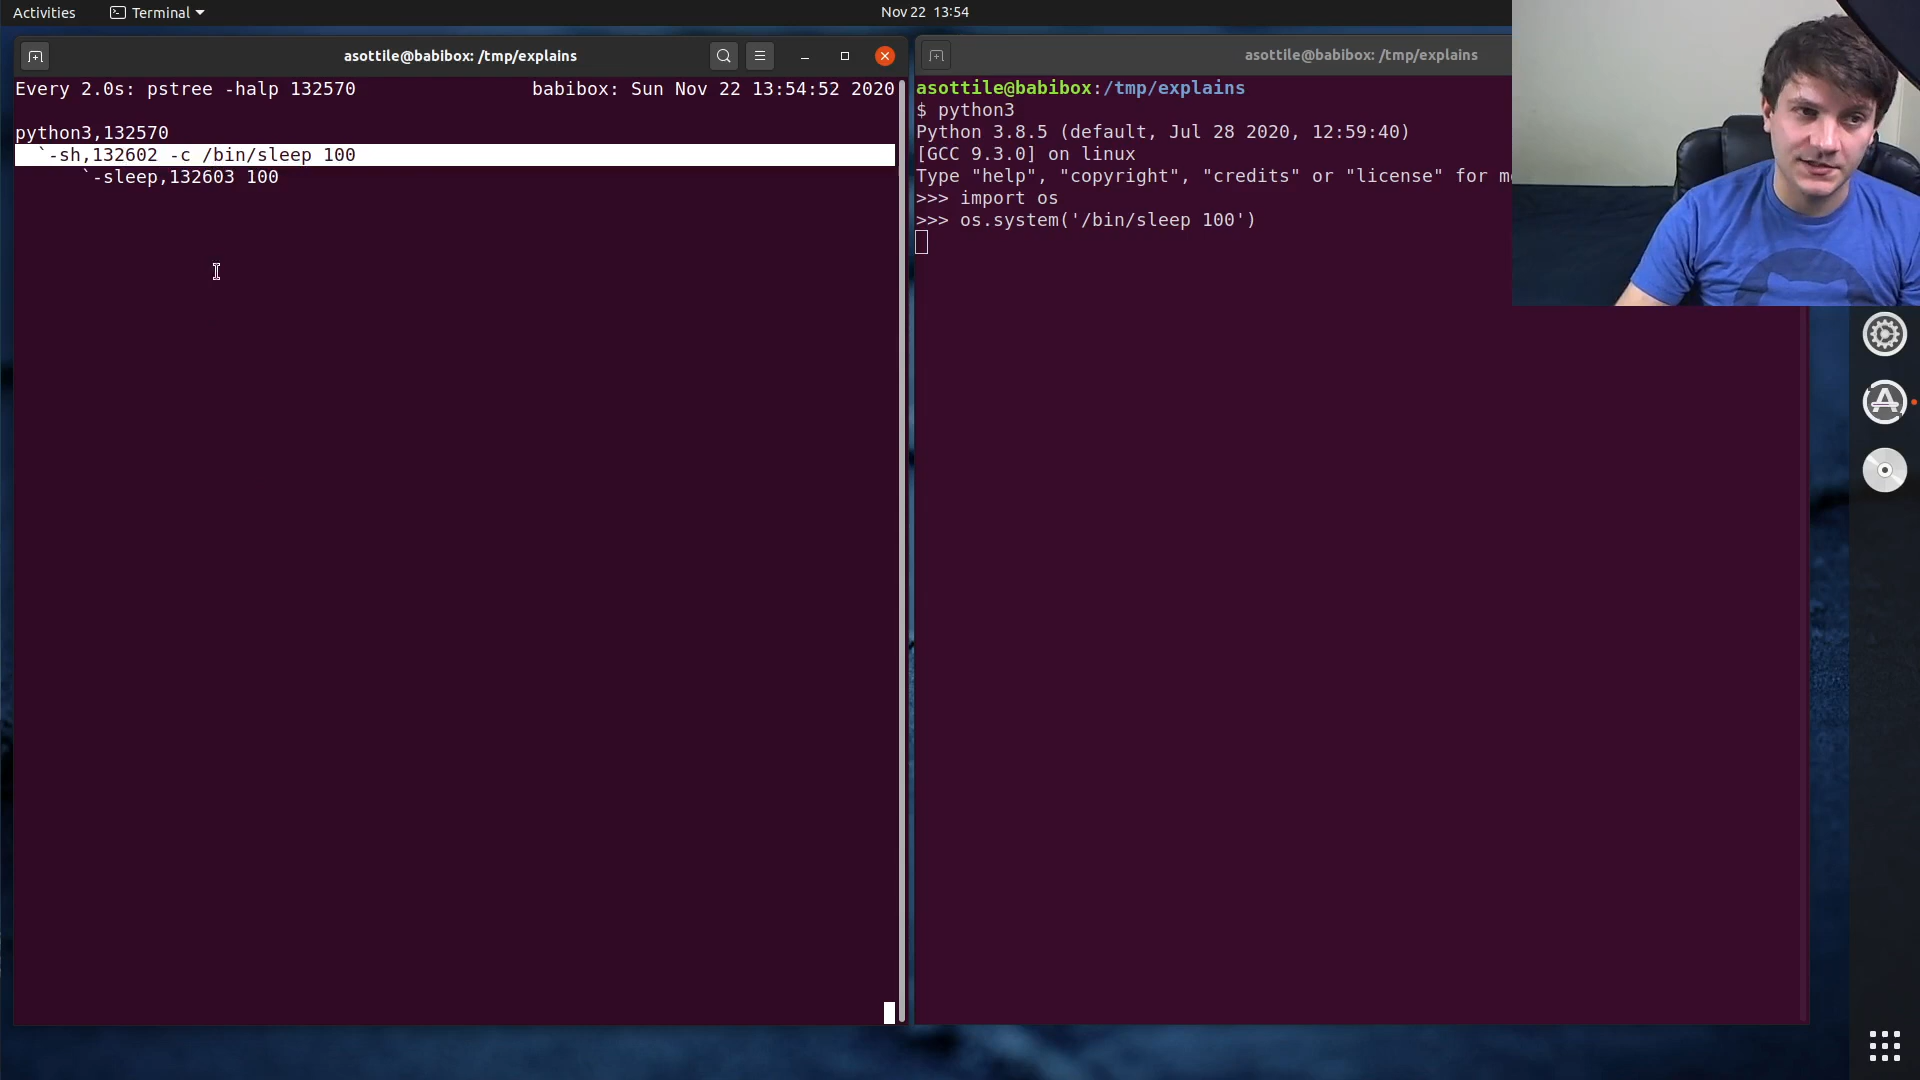 Activities
Terminal
Nov 22 13:54
asottile@babibox: /tmp/explains
Every 2.0s: pstree -halp 132570
babibox: Sun Nov 22 13:54:52 2020
python3,132570
`-sh,132602 -c /bin/sleep 100
`-sleep,132603 100
asottile@babibox: /tmp/explains
asottile@babibox:/tmp/explains
$ python3
Python 3.8.5 (default, Jul 28 2020, 12:59:40)
[GCC 9.3.0] on linux
Type "help", "copyright", "credits" or "license" for
>>> import os
>>> os.system('/bin/sleep 100')